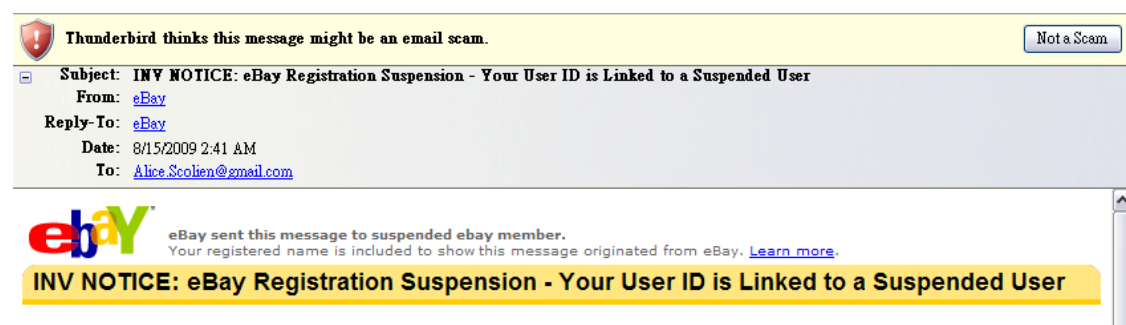 Thunderbird thinks this message might be an email scam.
Not a Scam
Subject: INV NOTICE: eBay Registration Suspension - Your User ID is Linked to a Suspended User
From: eBay
Reply-To: eBay
Date: 8/15/2009 2:41 AM
To: Alice.Scolien@gmail.com
ebaY
eBay sent this message to suspended ebay member.
Your registered name is included to show this message originated from eBay. Learn more.
INV NOTICE: eBay Registration Suspension - Your User ID is Linked to a Suspended User